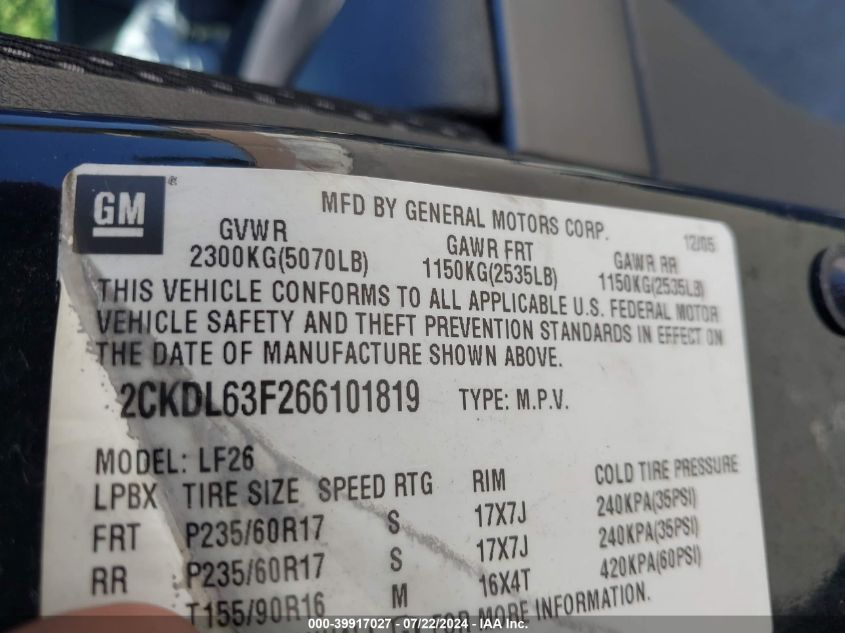 GM ®
MFD BY GENERAL MOTORS CORP. 12/05
GVWR GAWR FRT GAWR RR
2300KG(5070LB) 1150KG(2535LB) 1150KG(2535LB)
THIS VEHICLE CONFORMS TO ALL APPLICABLE U.S. FEDERAL MOTOR
VEHICLE SAFETY AND THEFT PREVENTION STANDARDS IN EFFECT ON
THE DATE OF MANUFACTURE SHOWN ABOVE.
2CKDL63F266101819 TYPE: M.P.V.
MODEL: LF26
LPBX TIRE SIZE SPEED RTG RIM COLD TIRE PRESSURE
FRT P235/60R17 S 17X7J 240KPA(35PSI)
RR P235/60R17 S 17X7J 240KPA(35PSI)
T155/90R16 M 16X4T 420KPA(60PSI)
FOR MORE INFORMATION.
000-39917027 - 07/22/2024 - IAA Inc.